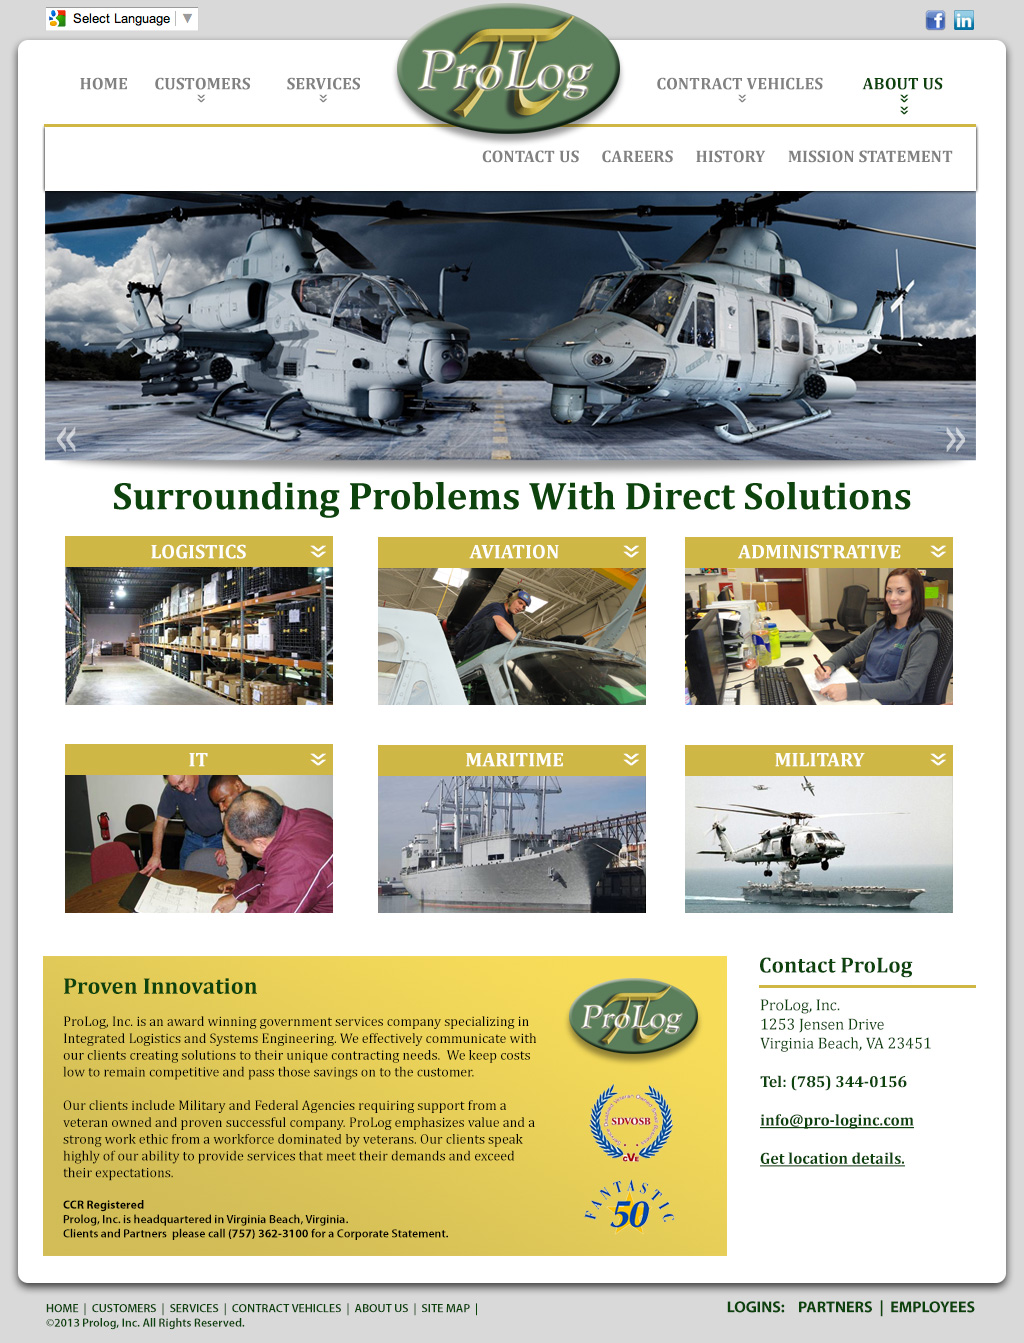 Select Language
ProLog
HOME CUSTOMERS SERVICES CONTRACT VEHICLES ABOUT US
CONTACT US CAREERS HISTORY MISSION STATEMENT
Surrounding Problems With Direct Solutions
LOGISTICS AVIATION ADMINISTRATIVE
IT MARITIME MILITARY
Proven Innovation
ProLog, Inc. is an award winning government services company specializing in
Integrated Logistics and Systems Engineering. We effectively communicate with
our clients creating solutions to their unique contracting needs. We keep costs
low to remain competitive and pass those savings on to the customer.
Our clients include Military and Federal Agencies requiring support from a
veteran owned and proven successful company. ProLog emphasizes value and a
strong work ethic from a workforce dominated by veterans. Our clients speak
highly of our ability to provide services that meet their demands and exceed
their expectations.
CCR Registered
Prolog, Inc. is headquartered in Virginia Beach, Virginia.
Clients and Partners please call (757) 362-3100 for a Corporate Statement.
ProLog
SDVOSB
CVE
FANTASTIC
50
Contact ProLog
ProLog, Inc.
1253 Jensen Drive
Virginia Beach, VA 23451
Tel: (785) 344-0156
info@pro-loginc.com
Get location details.
HOME | CUSTOMERS | SERVICES | CONTRACT VEHICLES | ABOUT US | SITE MAP |
©2013 Prolog, Inc. All Rights Reserved.
LOGINS: PARTNERS | EMPLOYEES